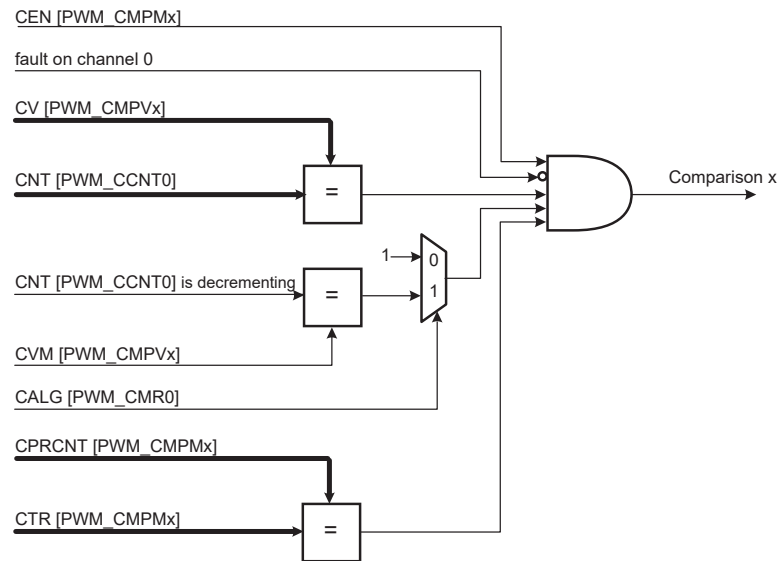 CEN [PWM_CMPMx]
fault on channel 0
CV [PWM_CMPVx]
CNT [PWM_CCNT0]
=
Comparison x
1
0
1
CNT [PWM_CCNT0] is decrementing
=
CVM [PWM_CMPVx]
CALG [PWM_CMR0]
CPRCNT [PWM_CMPMx]
CTR [PWM_CMPMx]
=